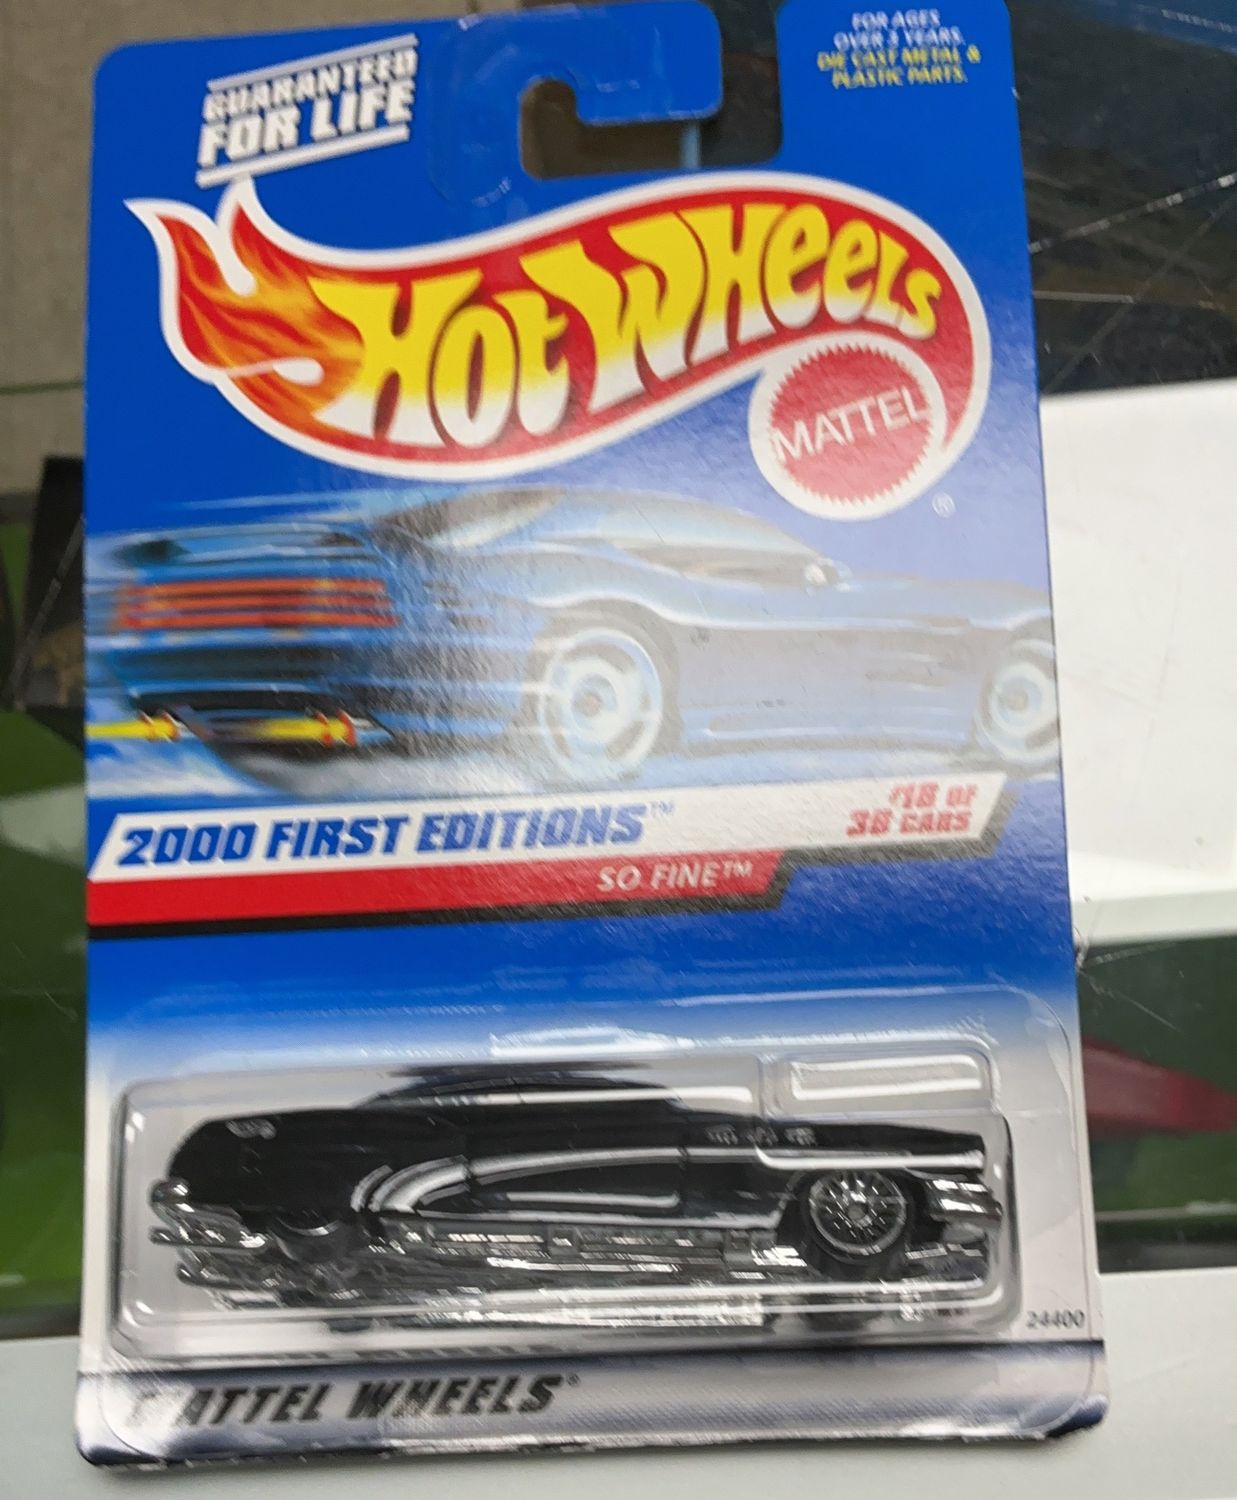 GUARANTEED
FOR LIFE
FOR AGES
OVER 3 YEARS.
DIE CAST METAL &
PLASTIC PARTS.
HOT WHEELS
MATTEL
®
2000 FIRST EDITIONS™
#18 OF
36 CARS
SO FINE™
24400
MATTEL WHEELS®